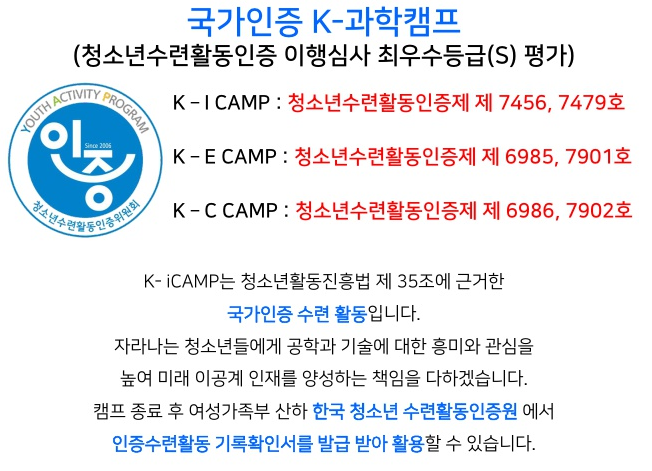 국가인증 K-과학캠프
(청소년수련활동인증 이행심사 최우수등급(S) 평가)
YOUTH ACTIVITY PROGRAM
인증
Since 2006
청소년수련활동인증위원회
K – I CAMP : 청소년수련활동인증제 제 7456, 7479호
K – E CAMP : 청소년수련활동인증제 제 6985, 7901호
K – C CAMP : 청소년수련활동인증제 제 6986, 7902호
K- iCAMP는 청소년활동진흥법 제 35조에 근거한
국가인증 수련 활동입니다.
자라나는 청소년들에게 공학과 기술에 대한 흥미와 관심을
높여 미래 이공계 인재를 양성하는 책임을 다하겠습니다.
캠프 종료 후 여성가족부 산하 한국 청소년 수련활동인증원 에서
인증수련활동 기록확인서를 발급 받아 활용할 수 있습니다.